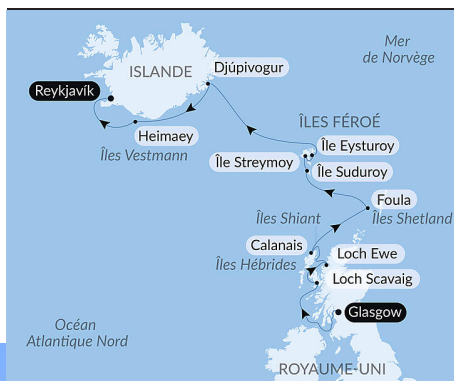 Mer
de Norvège
Djúpivogur
ISLANDE
Reykjavík
Heimaey
Îles Vestmann
ÎLES FÉROÉ
Île Eysturoy
Île Streymoy
Île Suduroy
Foula
Îles Shiant
Îles Shetland
Calanais
Loch Ewe
Îles Hébrides
Loch Scavaig
Glasgow
Océan
Atlantique Nord
ROYAUME-UNI